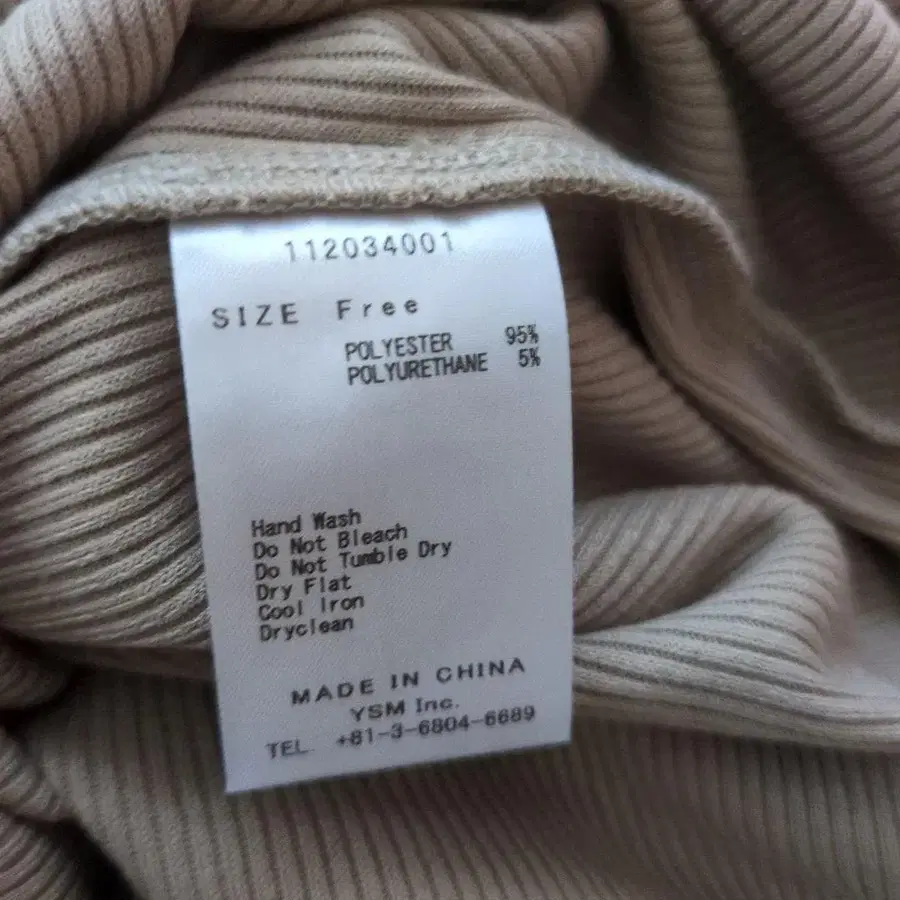 112034001
SIZE Free
POLYESTER 95%
POLYURETHANE 5%
Hand Wash
Do Not Bleach
Do Not Tumble Dry
Dry Flat
Cool Iron
Dryclean
MADE IN CHINA
YSM Inc.
TEL +81-3-6804-6689